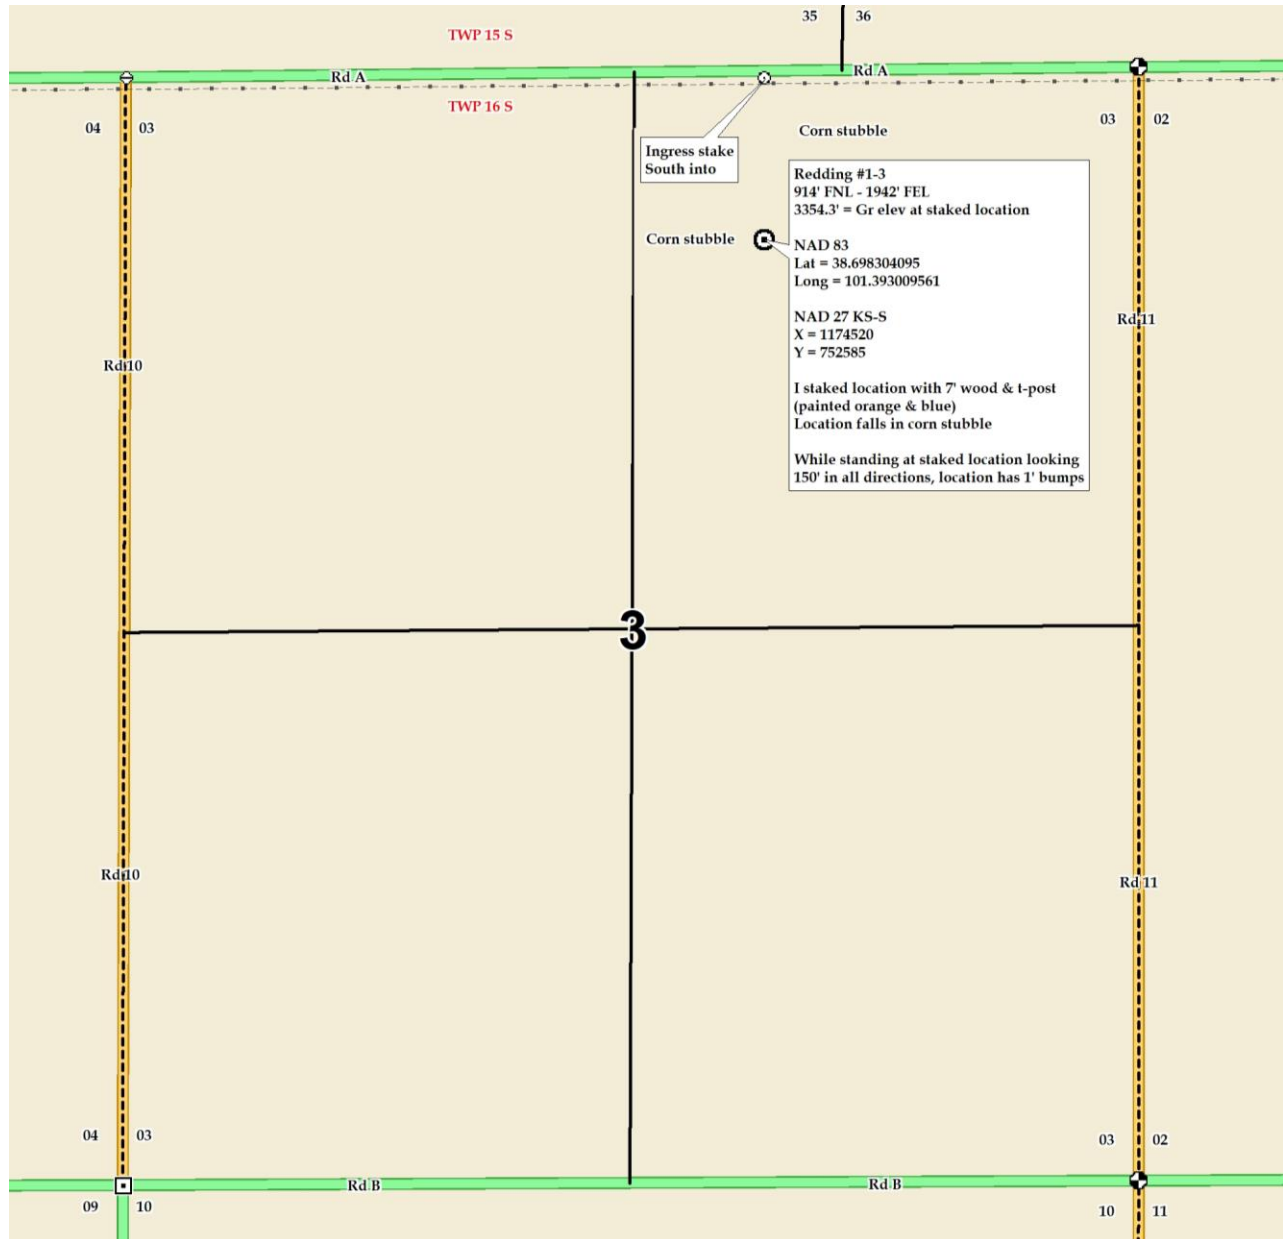 35 36
TWP 15 S
Rd A
Rd A
TWP 16 S
04 03
03 02
Corn stubble
Ingress stake
South into
Redding #1-3
914' FNL - 1942' FEL
3354.3' = Gr elev at staked location
NAD 83
Lat = 38.698304095
Long = 101.393009561
NAD 27 KS-S
X = 1174520
Y = 752585
I staked location with 7' wood & t-post
(painted orange & blue)
Location falls in corn stubble
While standing at staked location looking
150' in all directions, location has 1' bumps
Corn stubble
Rd 11
Rd 10
3
Rd 10
Rd 11
04 03
03 02
Rd B
Rd B
09 10
10 11